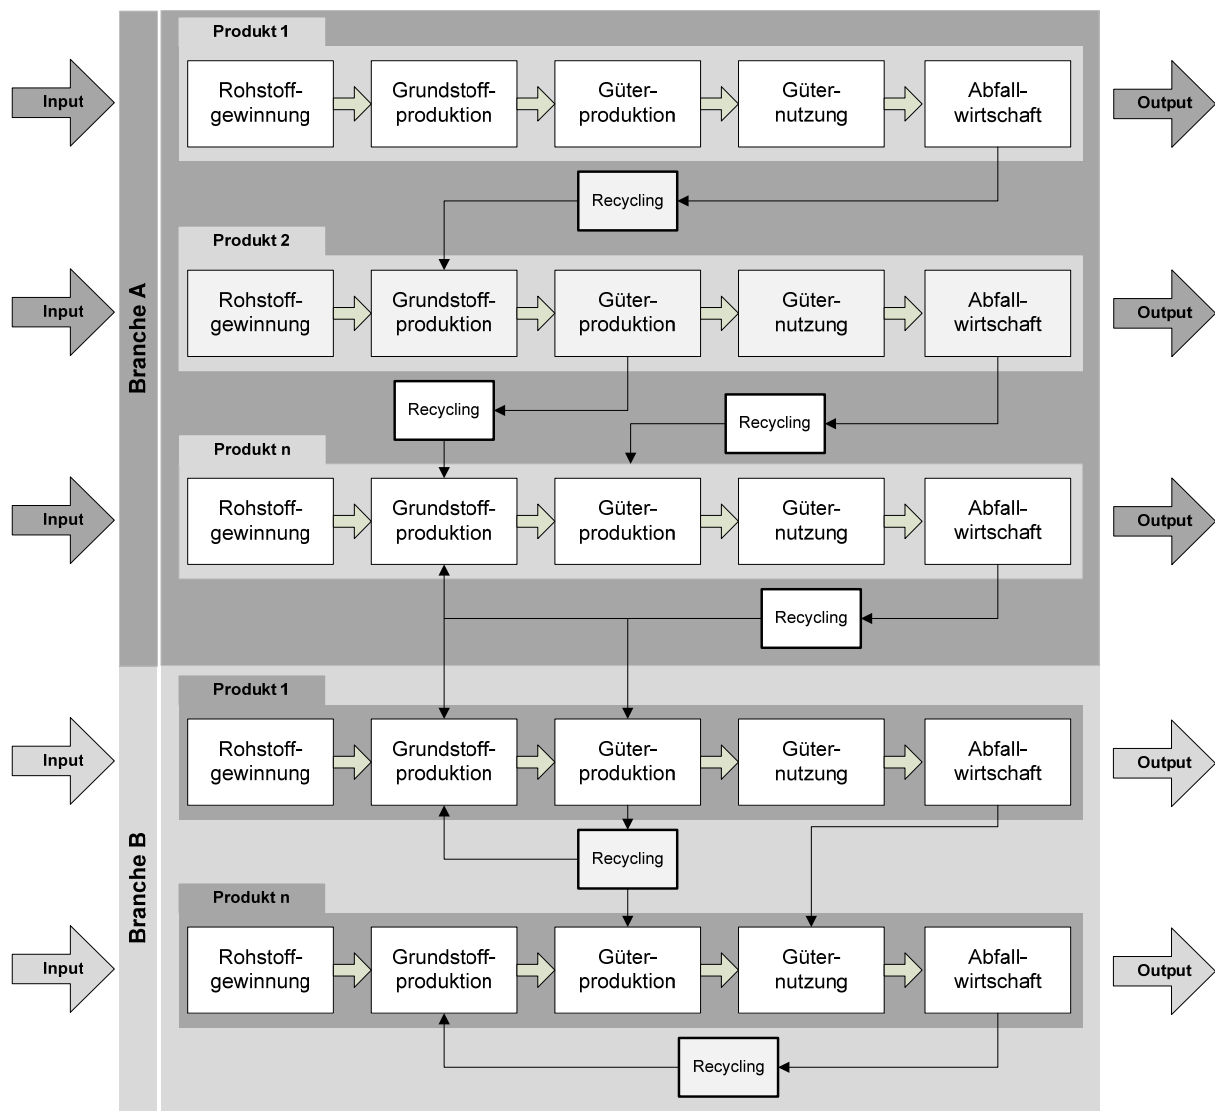 Produkt 1
Input
Rohstoff-
gewinnung
Grundstoff-
produktion
Güter-
produktion
Güter-
nutzung
Abfall-
wirtschaft
Output
Recycling
Branche A
Produkt 2
Input
Rohstoff-
gewinnung
Grundstoff-
produktion
Güter-
produktion
Güter-
nutzung
Abfall-
wirtschaft
Output
Recycling
Recycling
Produkt n
Input
Rohstoff-
gewinnung
Grundstoff-
produktion
Güter-
produktion
Güter-
nutzung
Abfall-
wirtschaft
Output
Recycling
Branche B
Produkt 1
Input
Rohstoff-
gewinnung
Grundstoff-
produktion
Güter-
produktion
Güter-
nutzung
Abfall-
wirtschaft
Output
Recycling
Produkt n
Input
Rohstoff-
gewinnung
Grundstoff-
produktion
Güter-
produktion
Güter-
nutzung
Abfall-
wirtschaft
Output
Recycling